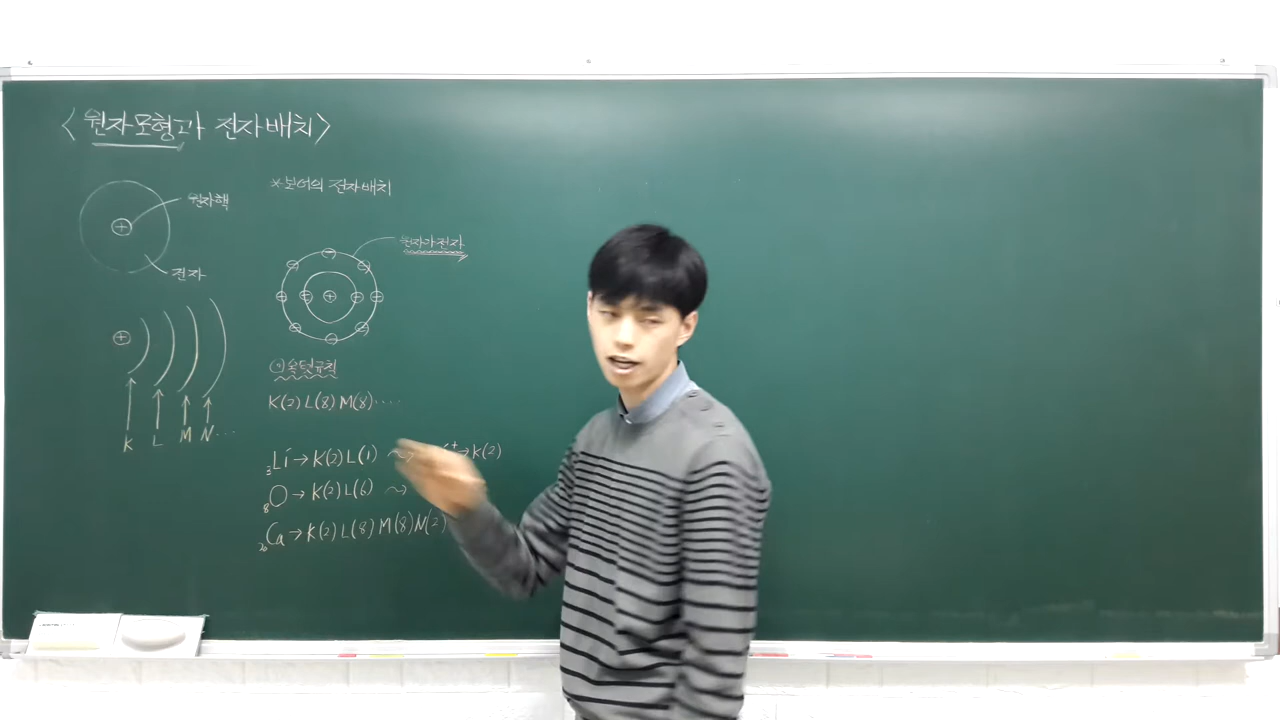 <원자모형과 전자배치>
원자핵
+
전자
+
K L M N ...
*보어의 전자배치
원자가전자
+
옥텟규칙
K(2) L(8) M(8) ....
₃Li → K(2) L(1) ⇝ + → K(2)
₈O → K(2) L(6) ⇝
₂₀Ca → K(2) L(8) M(8) N(2)